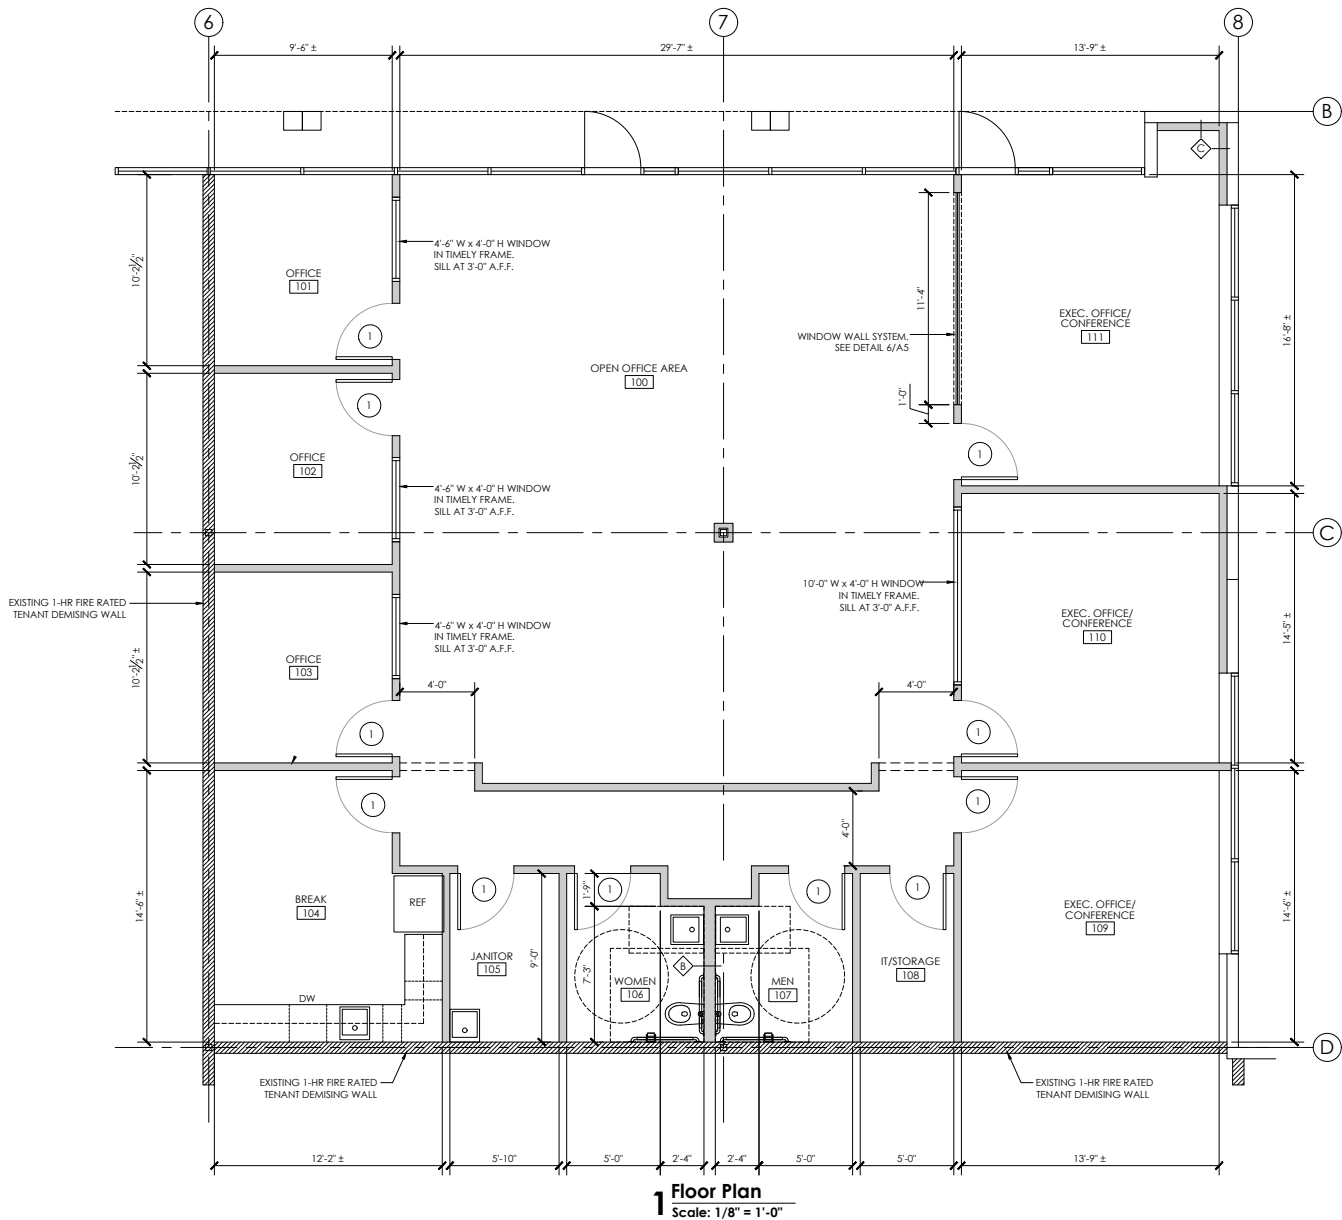 6
7
8
9'-6" ±
29'-7" ±
13'-9" ±
B
C
4'-6" W x 4'-0" H WINDOW
IN TIMELY FRAME.
SILL AT 3'-0" A.F.F.
10'-2½"
OFFICE
101
1
11'-4"
EXEC. OFFICE/
CONFERENCE
111
16'-8" ±
WINDOW WALL SYSTEM.
SEE DETAIL 6/A5
OPEN OFFICE AREA
100
1
1'-0"
1
OFFICE
102
10'-2½"
4'-6" W x 4'-0" H WINDOW
IN TIMELY FRAME.
SILL AT 3'-0" A.F.F.
C
10'-0" W x 4'-0" H WINDOW
IN TIMELY FRAME.
SILL AT 3'-0" A.F.F.
EXISTING 1-HR FIRE RATED
TENANT DEMISING WALL
4'-6" W x 4'-0" H WINDOW
IN TIMELY FRAME.
SILL AT 3'-0" A.F.F.
EXEC. OFFICE/
CONFERENCE
110
14'-5" ±
OFFICE
103
10'-2½" ±
4'-0"
4'-0"
1
1
1
1
4'-0"
BREAK
104
14'-6" ±
REF
1
1
1'-9"
1
1
EXEC. OFFICE/
CONFERENCE
109
14'-6" ±
JANITOR
105
9'-0"
7'-3"
WOMEN
106
B
MEN
107
IT/STORAGE
108
DW
D
EXISTING 1-HR FIRE RATED
TENANT DEMISING WALL
EXISTING 1-HR FIRE RATED
TENANT DEMISING WALL
12'-2" ±
5'-10"
5'-0"
2'-4"
2'-4"
5'-0"
5'-0"
13'-9" ±
1 Floor Plan
Scale: 1/8" = 1'-0"